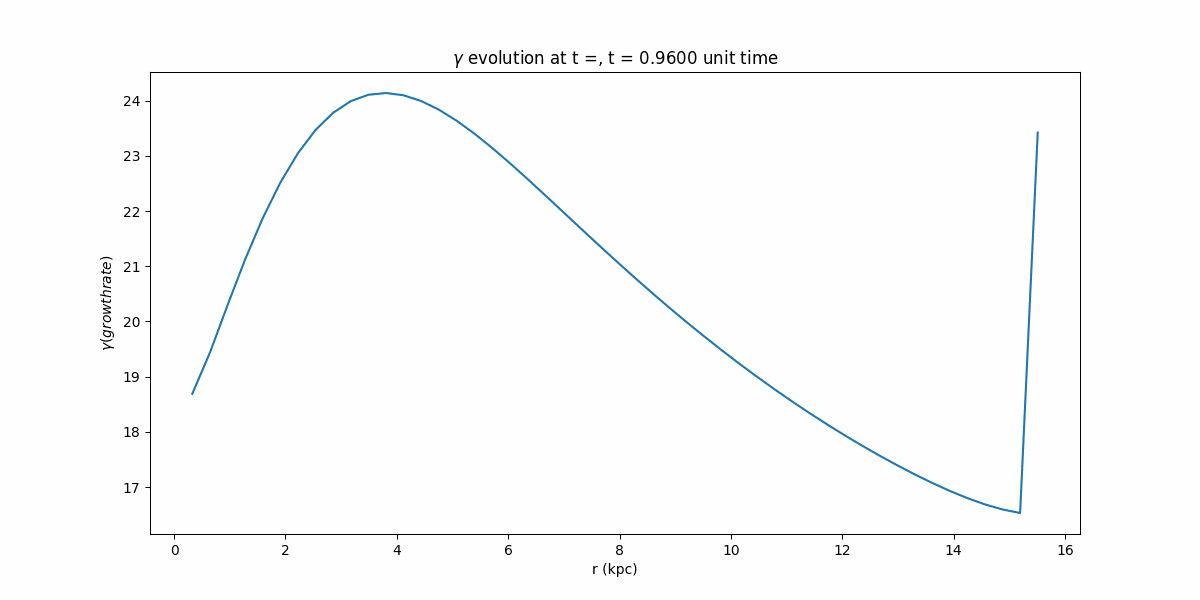 γ evolution at t =, t = 0.9600 unit time
γ(growthrate)
24
23
22
21
20
19
18
17
0 2 4 6 8 10 12 14 16
r (kpc)